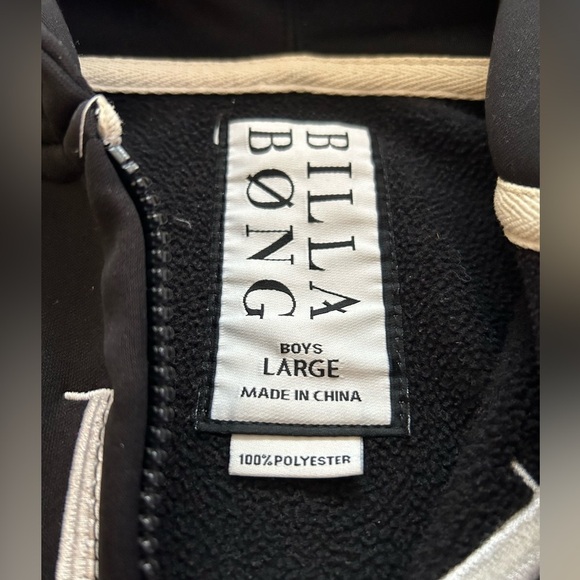 BILLA
BØNG
BOYS
LARGE
MADE IN CHINA
100% POLYESTER